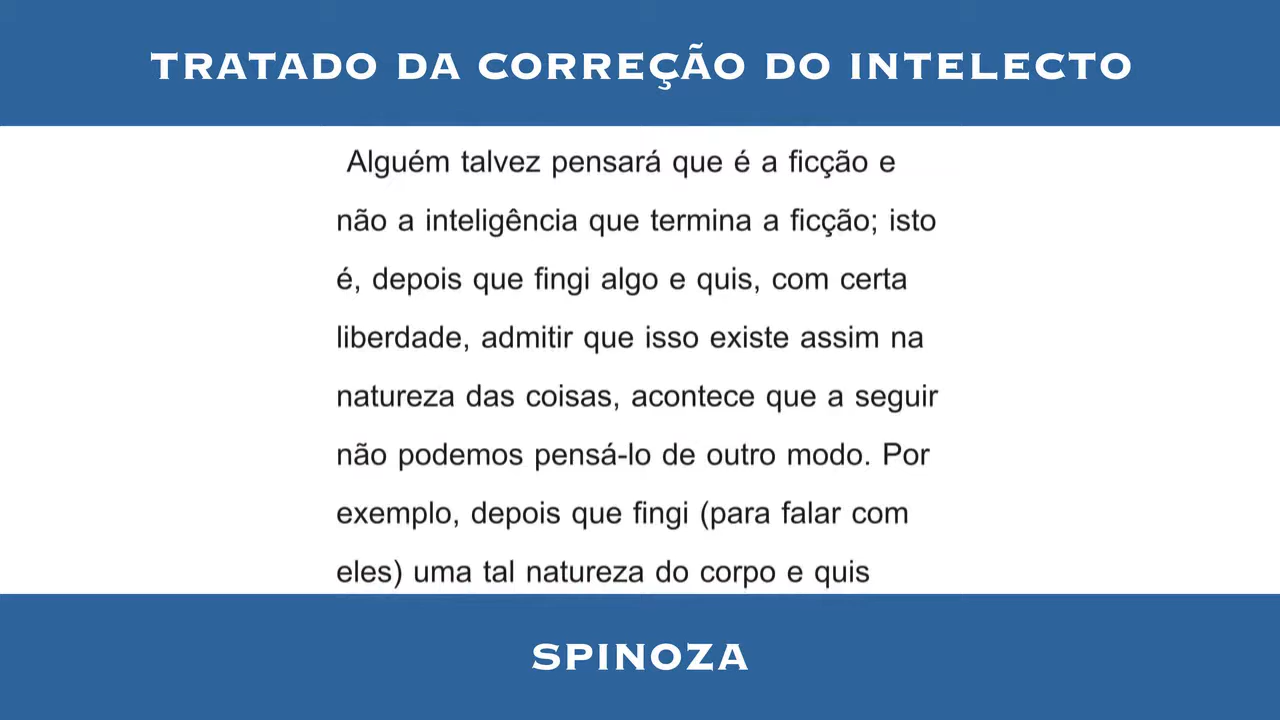 TRATADO DA CORREÇÃO DO INTELECTO
Alguém talvez pensará que é a ficção e
não a inteligência que termina a ficção; isto
é, depois que fingi algo e quis, com certa
liberdade, admitir que isso existe assim na
natureza das coisas, acontece que a seguir
não podemos pensá-lo de outro modo. Por
exemplo, depois que fingi (para falar com
eles) uma tal natureza do corpo e quis
SPINOZA